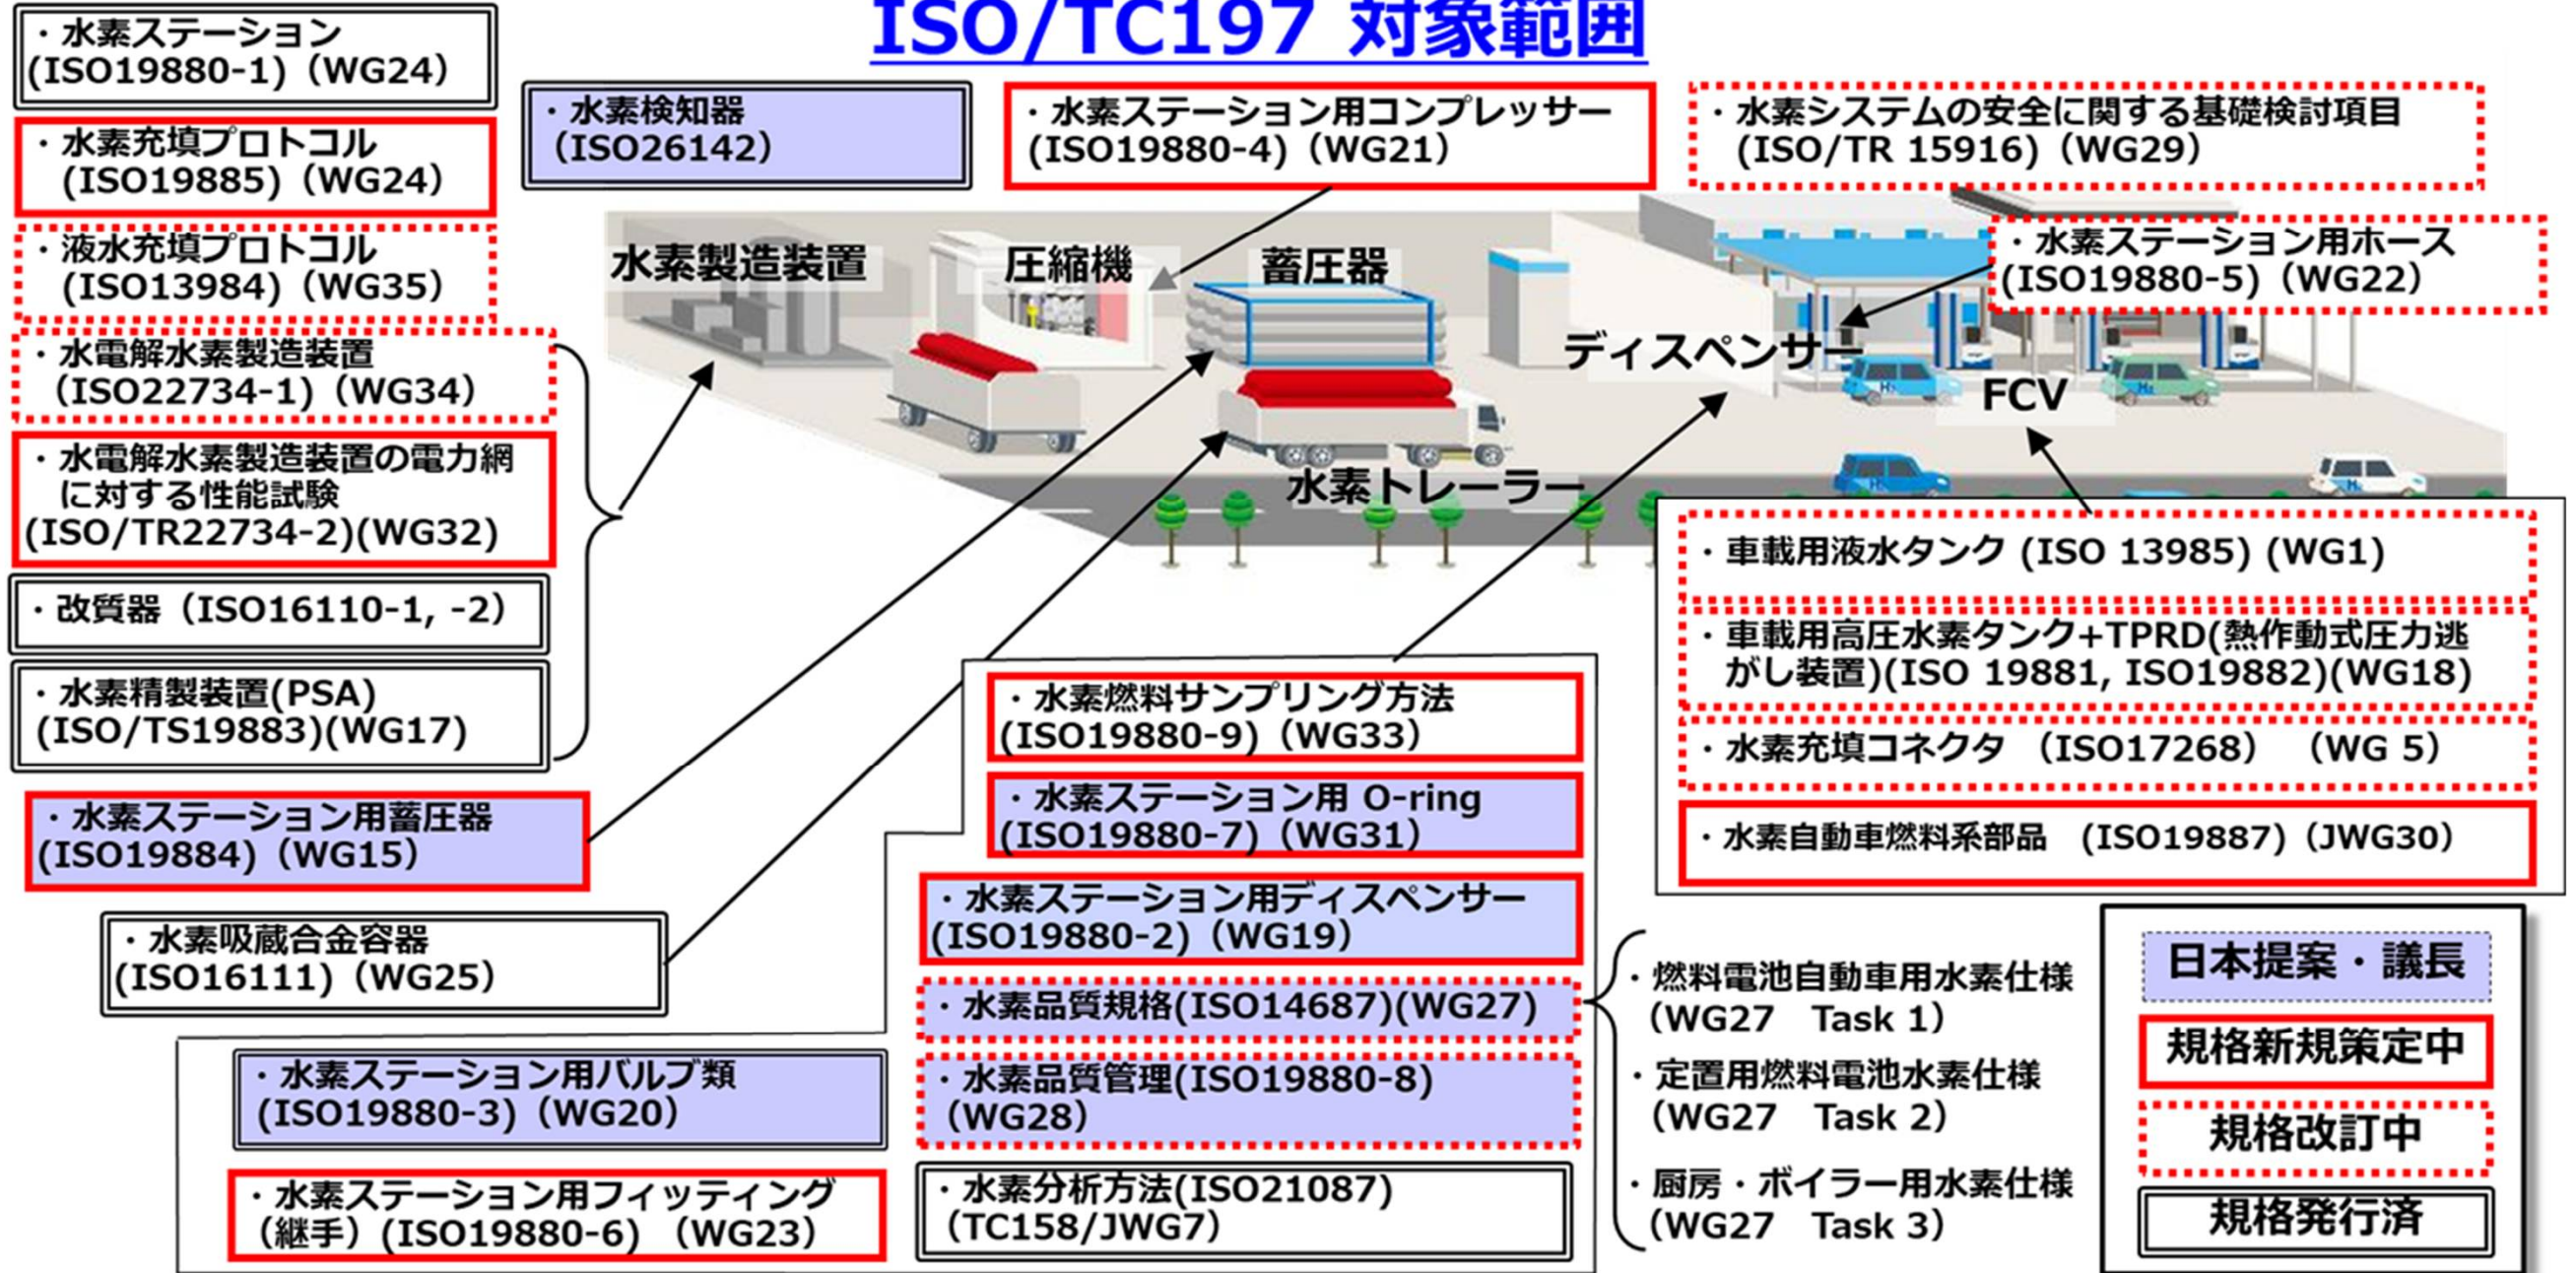 ISO/TC197 対象範囲
・水素ステーション
(ISO19880-1)（WG24）
・水素充填プロトコル
(ISO19885)（WG24）
・液水充填プロトコル
(ISO13984)（WG35）
・水電解水素製造装置
（ISO22734-1)（WG34）
・水電解水素製造装置の電力網
に対する性能試験
(ISO/TR22734-2)(WG32)
・改質器（ISO16110-1, -2）
・水素精製装置(PSA)
(ISO/TS19883)(WG17)
・水素ステーション用蓄圧器
(ISO19884)（WG15）
・水素吸蔵合金容器
(ISO16111)（WG25）
・水素ステーション用バルブ類
(ISO19880-3)（WG20）
・水素ステーション用フィッティング
（継手）(ISO19880-6) （WG23）
・水素検知器
（ISO26142）
・水素ステーション用コンプレッサー
(ISO19880-4)（WG21）
・水素システムの安全に関する基礎検討項目
(ISO/TR 15916)（WG29）
・水素ステーション用ホース
(ISO19880-5)（WG22）
水素製造装置
圧縮機
蓄圧器
ディスペンサー
FCV
水素トレーラー
H₂
H₂
H₂
H₂
・水素燃料サンプリング方法
(ISO19880-9)（WG33）
・水素ステーション用 O-ring
(ISO19880-7)（WG31）
・水素ステーション用ディスペンサー
(ISO19880-2)（WG19）
・水素品質規格(ISO14687)(WG27)
・水素品質管理(ISO19880-8)
（WG28）
・水素分析方法(ISO21087)
（TC158/JWG7）
・燃料電池自動車用水素仕様
（WG27　Task 1）
・定置用燃料電池水素仕様
（WG27　Task 2）
・厨房・ボイラー用水素仕様
（WG27　Task 3）
・車載用液水タンク (ISO 13985) (WG1)
・車載用高圧水素タンク+TPRD(熱作動式圧力逃
がし装置)(ISO 19881, ISO19882)(WG18)
・水素充填コネクタ （ISO17268） （WG 5）
・水素自動車燃料系部品　(ISO19887)（JWG30）
日本提案・議長
規格新規策定中
規格改訂中
規格発行済